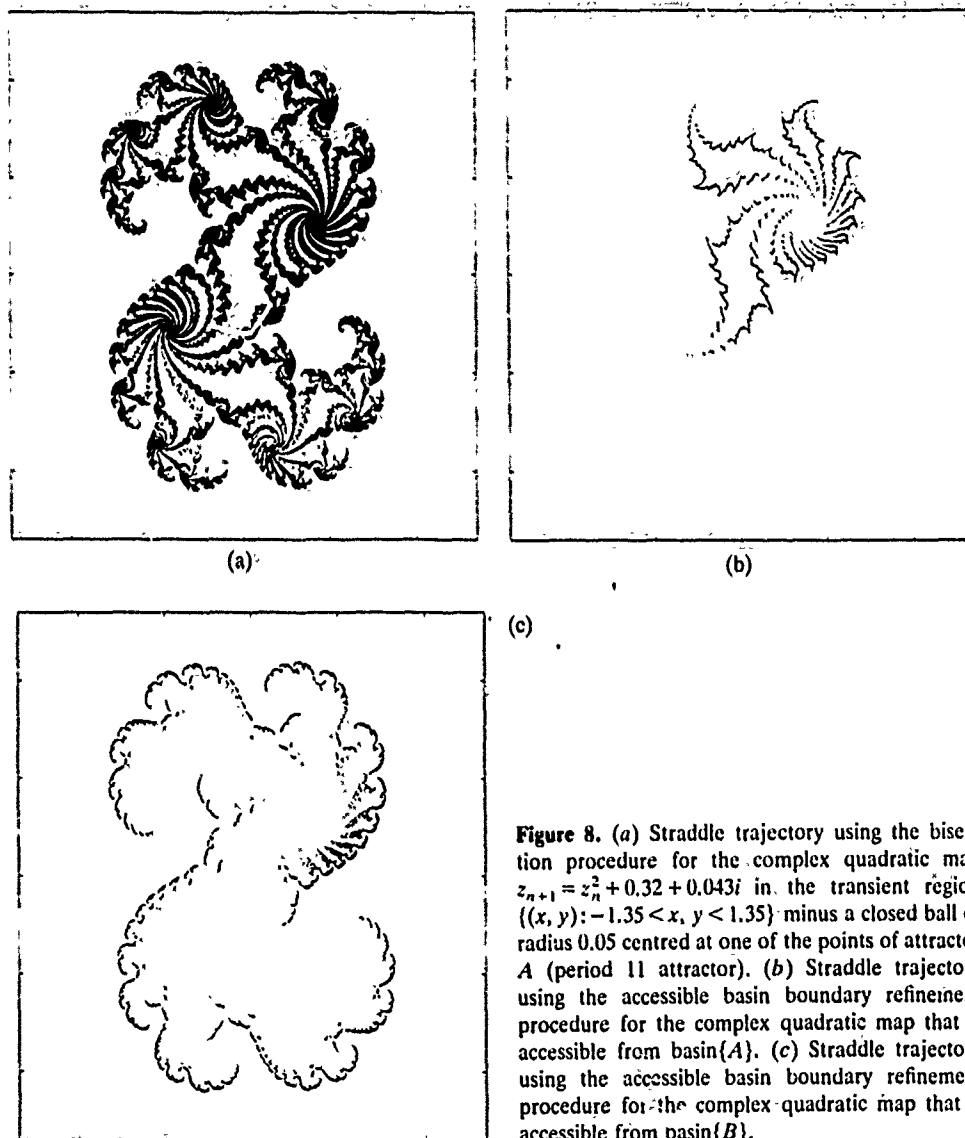 (a)
(b)
(c)
Figure 8. (a) Straddle trajectory using the bisec-
tion procedure for the complex quadratic ma
z_{n+1} = z_n^2 + 0.32 + 0.043i in the transient regio
{(x, y): −1.35 < x, y < 1.35} minus a closed ball
radius 0.05 centred at one of the points of attracto
A (period 11 attractor). (b) Straddle trajecto
using the accessible basin boundary refineme
procedure for the complex quadratic map that
accessible from basin{A}. (c) Straddle trajecto
using the accessible basin boundary refineme
procedure for the complex quadratic map that
accessible from basin{B}.